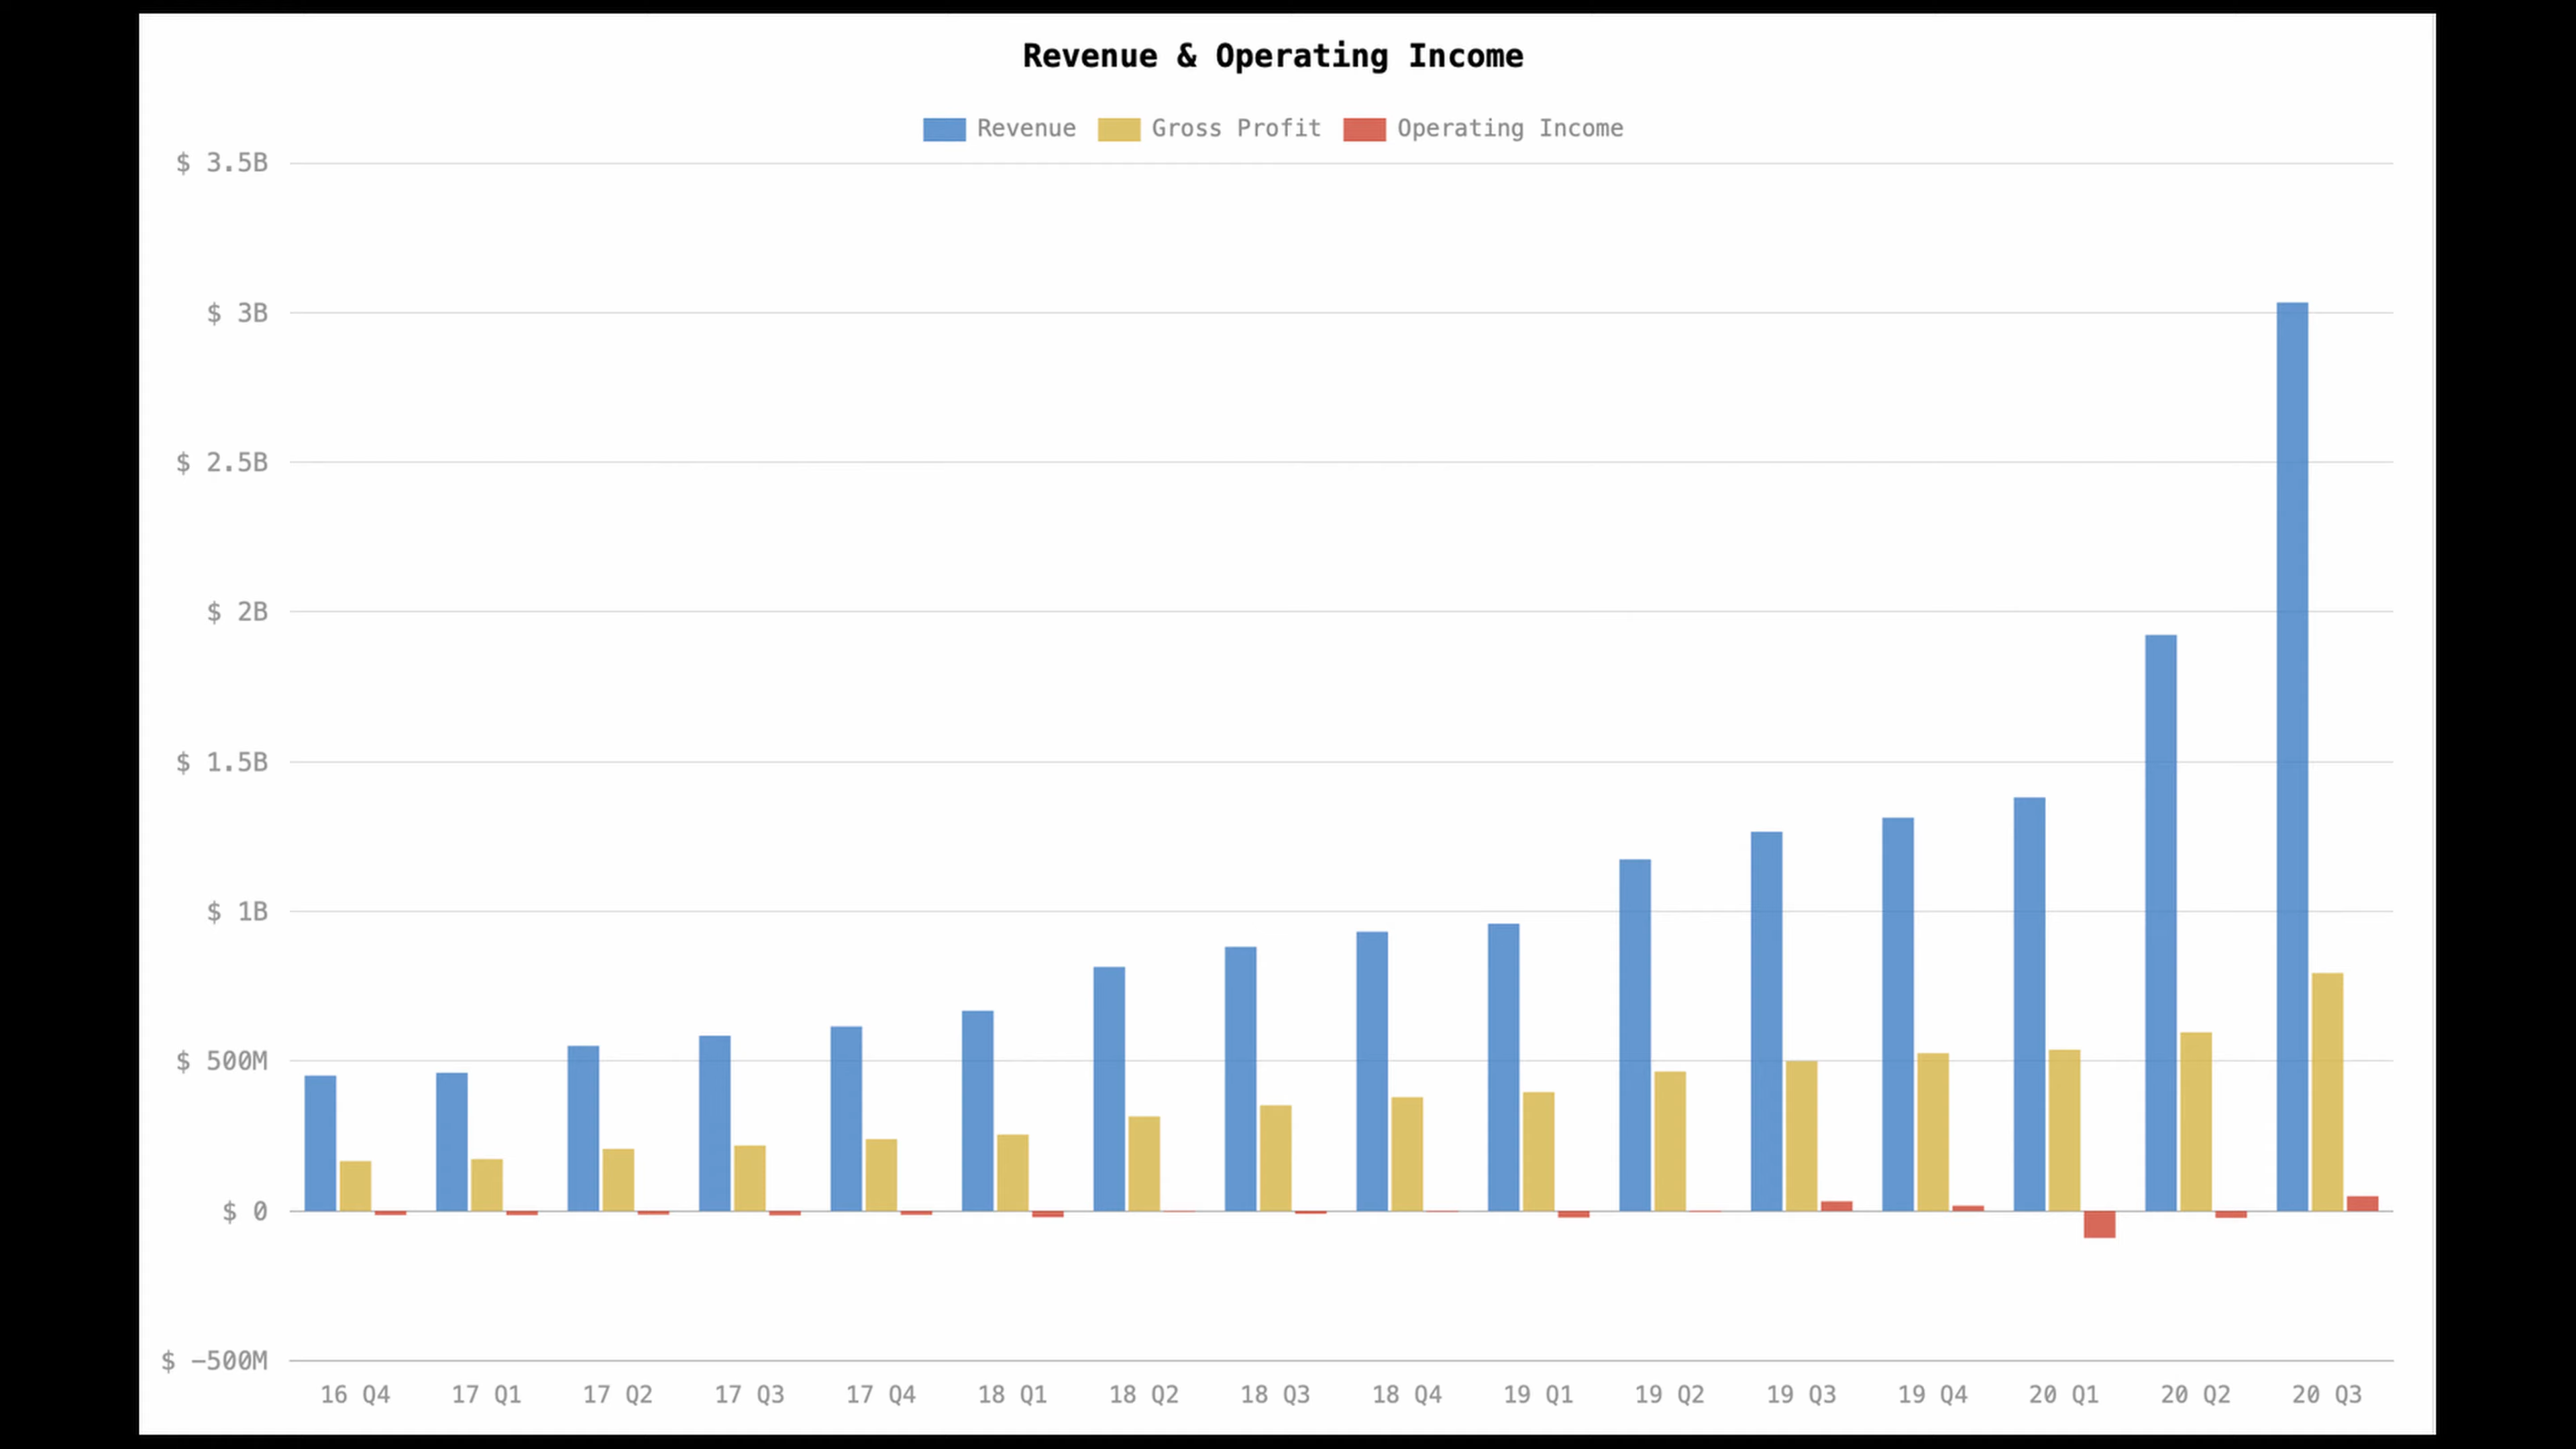 Revenue & Operating Income
Revenue Gross Profit Operating Income
$ 3.5B
$ 3B
$ 2.5B
$ 2B
$ 1.5B
$ 1B
$ 500M
$ 0
$ −500M
16 Q4 17 Q1 17 Q2 17 Q3 17 Q4 18 Q1 18 Q2 18 Q3 18 Q4 19 Q1 19 Q2 19 Q3 19 Q4 20 Q1 20 Q2 20 Q3